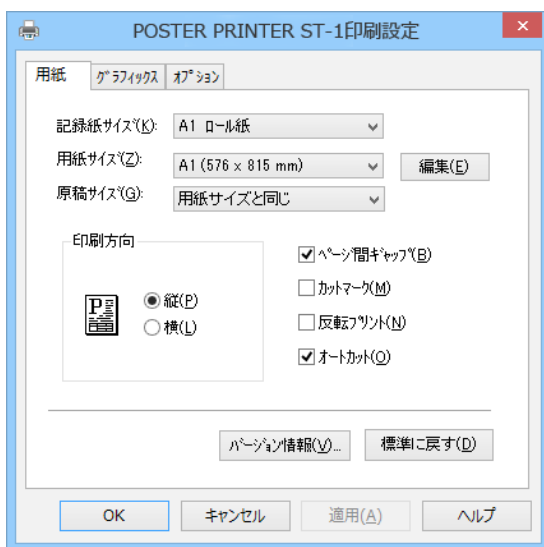 POSTER PRINTER ST-1印刷設定
用紙 グラフィックス オプション
記録紙サイズ(K): A1 ロール紙
用紙サイズ(Z): A1 (576 x 815 mm) 編集(E)
原稿サイズ(G): 用紙サイズと同じ
印刷方向
縦(P)
横(L)
ページ間ギャップ(B)
カットマーク(M)
反転プリント(N)
オートカット(O)
バージョン情報(V)... 標準に戻す(D)
OK キャンセル 適用(A) ヘルプ